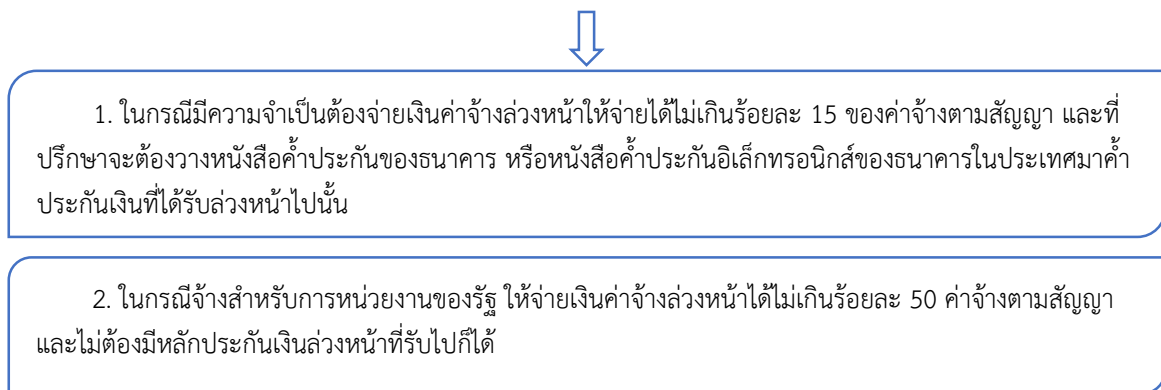 1. ในกรณีมีความจำเป็นต้องจ่ายเงินค่าจ้างล่วงหน้าให้จ่ายได้ไม่เกินร้อยละ 15 ของค่าจ้างตามสัญญา และที่
ปรึกษาจะต้องวางหนังสือค้ำประกันของธนาคาร หรือหนังสือค้ำประกันอิเล็กทรอนิกส์ของธนาคารในประเทศมาค้ำ
ประกันเงินที่ได้รับล่วงหน้าไปนั้น
2. ในกรณีจ้างสำหรับการหน่วยงานของรัฐ ให้จ่ายเงินค่าจ้างล่วงหน้าได้ไม่เกินร้อยละ 50 ค่าจ้างตามสัญญา
และไม่ต้องมีหลักประกันเงินล่วงหน้าที่รับไปก็ได้